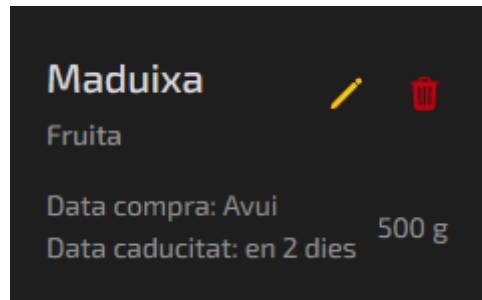 Maduixa
Fruita
Data compra: Avui
Data caducitat: en 2 dies
500 g